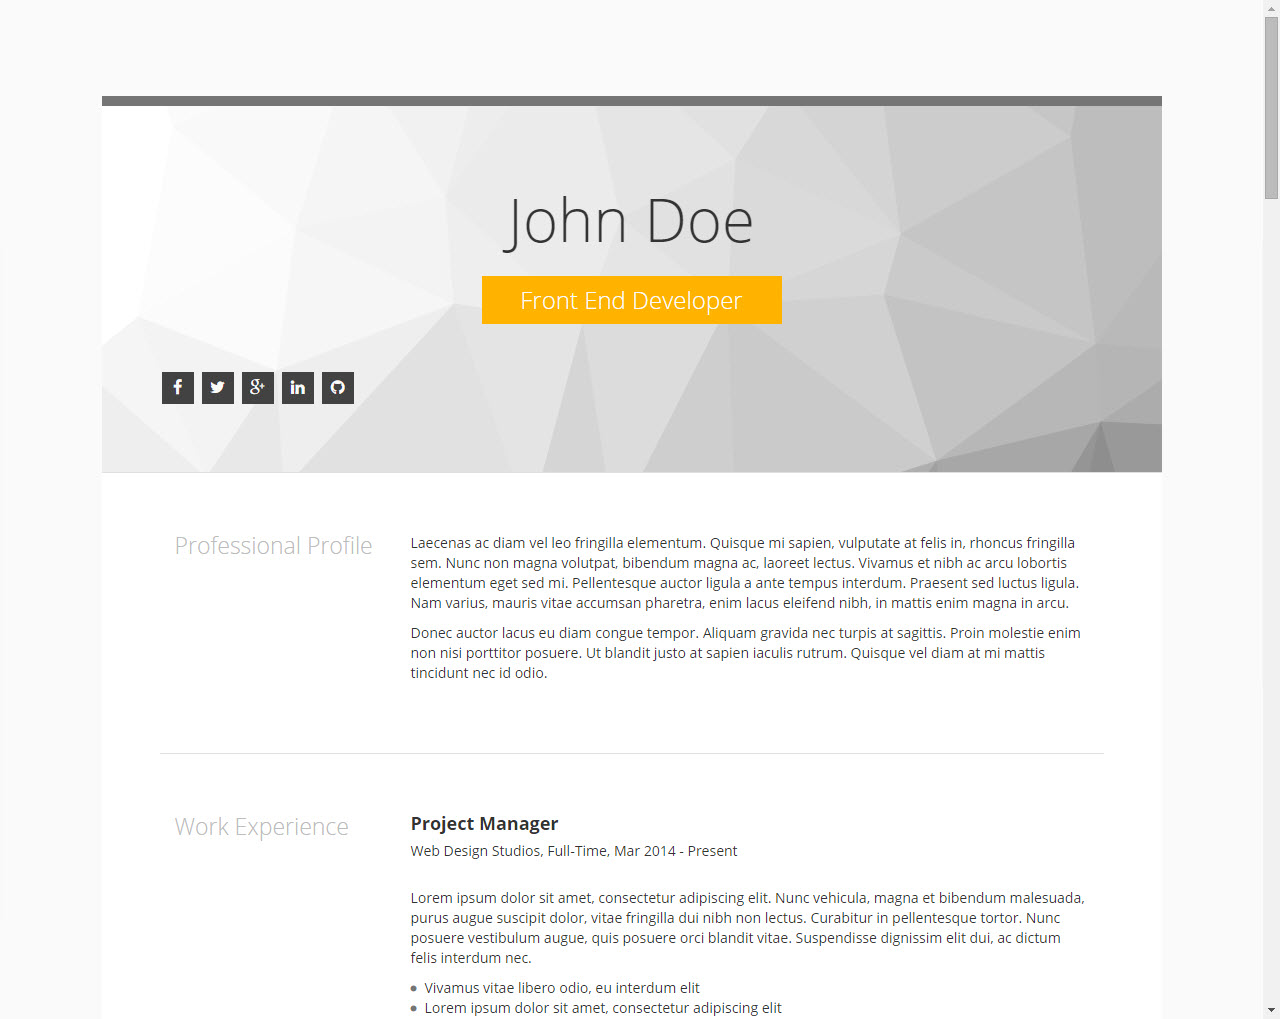 John Doe
Front End Developer
Professional Profile
Laecenas ac diam vel leo fringilla elementum. Quisque mi sapien, vulputate at felis in, rhoncus fringilla
sem. Nunc non magna volutpat, bibendum magna ac, laoreet lectus. Vivamus et nibh ac arcu lobortis
elementum eget sed mi. Pellentesque auctor ligula a ante tempus interdum. Praesent sed luctus ligula.
Nam varius, mauris vitae accumsan pharetra, enim lacus eleifend nibh, in mattis enim magna in arcu.
Donec auctor lacus eu diam congue tempor. Aliquam gravida nec turpis at sagittis. Proin molestie enim
non nisi porttitor posuere. Ut blandit justo at sapien iaculis rutrum. Quisque vel diam at mi mattis
tincidunt nec id odio.
Work Experience
Project Manager
Web Design Studios, Full-Time, Mar 2014 - Present
Lorem ipsum dolor sit amet, consectetur adipiscing elit. Nunc vehicula, magna et bibendum malesuada,
purus augue suscipit dolor, vitae fringilla dui nibh non lectus. Curabitur in pellentesque tortor. Nunc
posuere vestibulum augue, quis posuere orci blandit vitae. Suspendisse dignissim elit dui, ac dictum
felis interdum nec.
Vivamus vitae libero odio, eu interdum elit
Lorem ipsum dolor sit amet, consectetur adipiscing elit